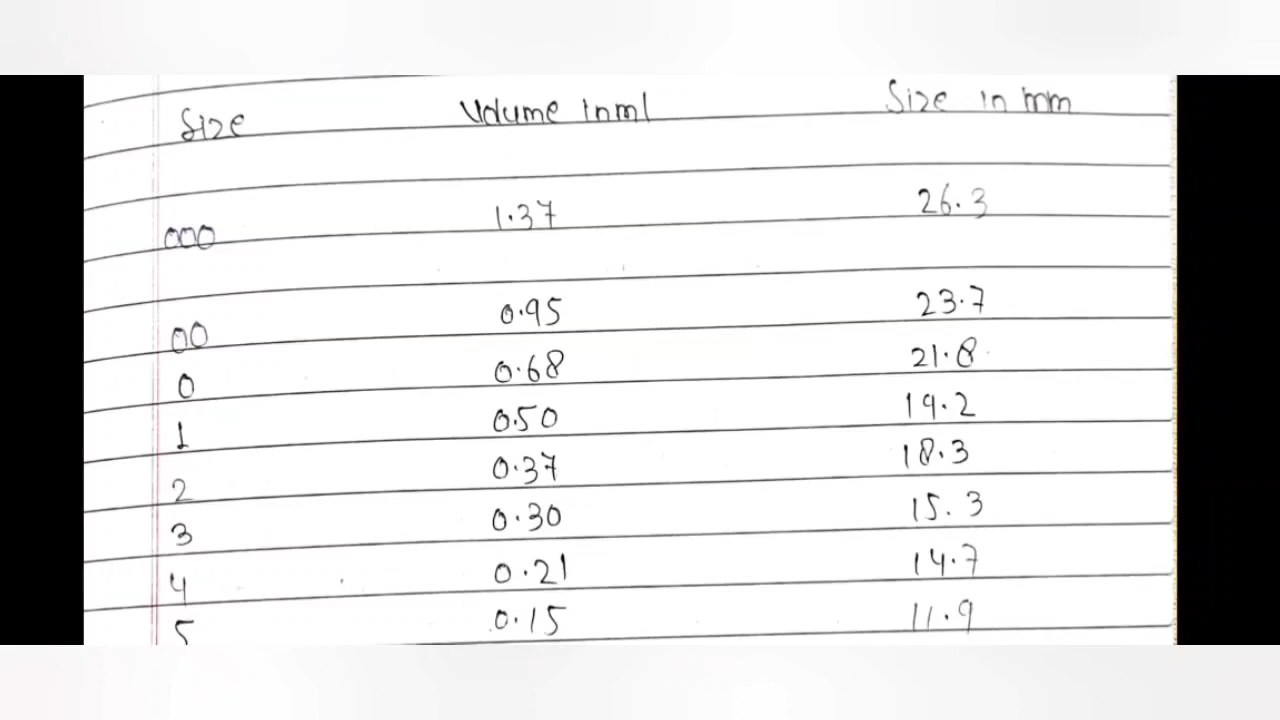 Size Volume in ml Size in mm
000 1.37 26.3
00 0.95 23.7
0 0.68 21.8
1 0.50 19.2
2 0.37 18.3
3 0.30 15.3
4 0.21 14.7
5 0.15 11.9